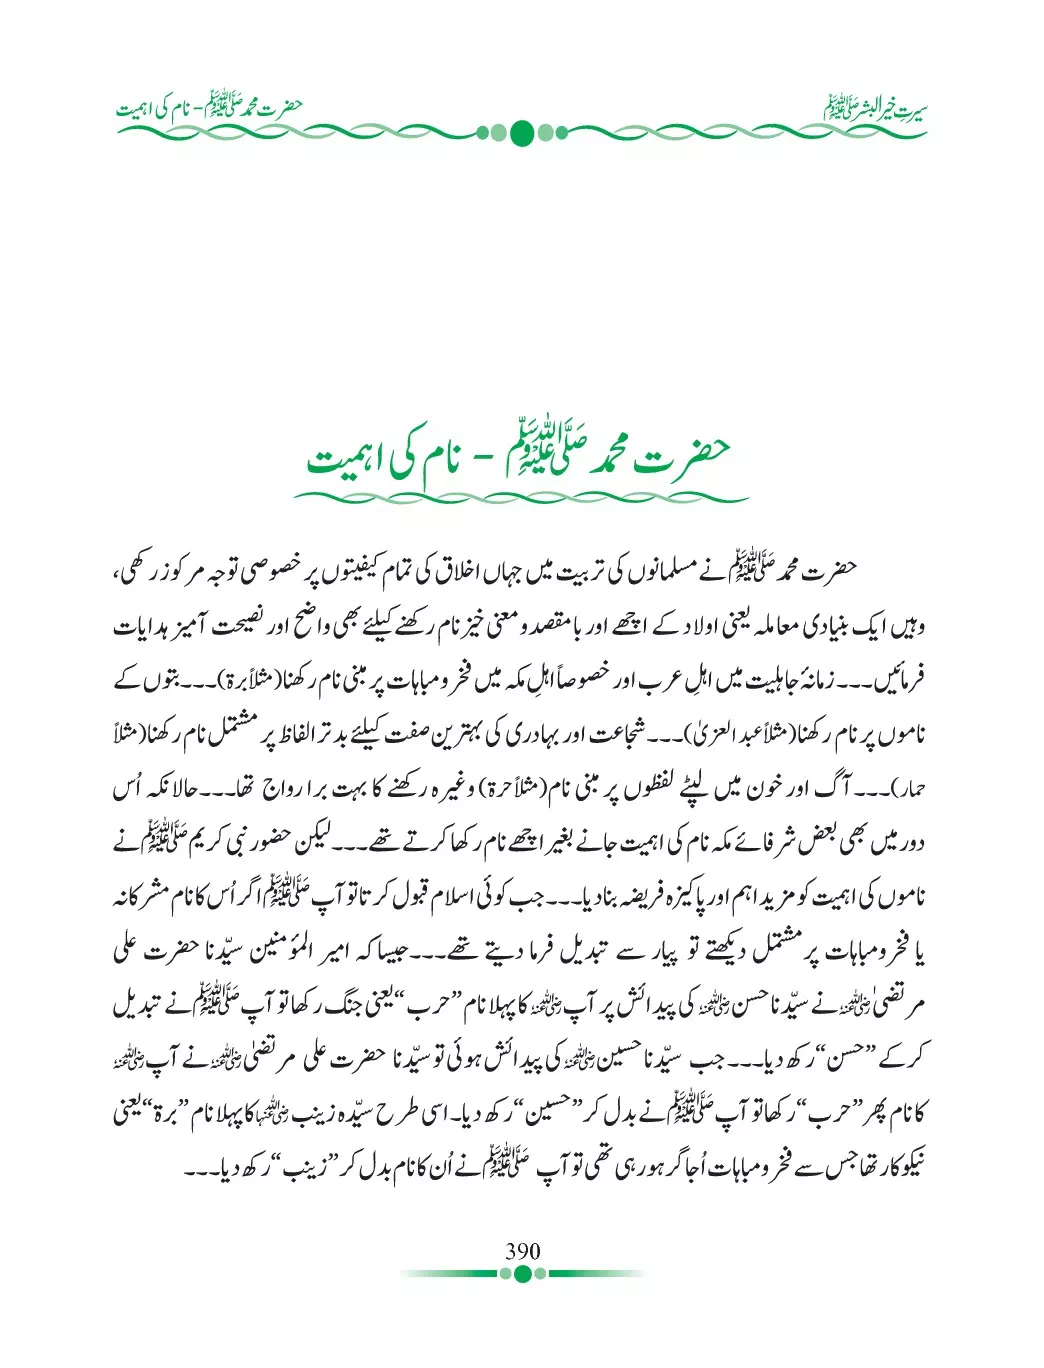 سیرتِ خیرالبشر ﷺ
حضرت محمد ﷺ – نام کی اہمیت
حضرت محمد ﷺ – نام کی اہمیت
حضرت محمد ﷺ نے مسلمانوں کی تربیت میں جہاں اخلاق کی تمام کیفیتوں پر خصوصی توجہ مرکوز رکھی،
وہیں ایک بنیادی معاملہ یعنی اولاد کے اچھے اور بامقصد و معنی خیز نام رکھنے کیلئے بھی واضح اور نصیحت آمیز ہدایات
فرمائیں۔۔۔ زمانۂ جاہلیت میں اہلِ عرب اور خصوصاً اہلِ مکہ میں فخر و مباہات پر مبنی نام رکھنا (مثلاً برۃ)۔۔۔ بتوں کے
ناموں پر نام رکھنا (مثلاً عبد العزیٰ)۔۔۔ شجاعت اور بہادری کی بہترین صفت کیلئے بدتر الفاظ پر مشتمل نام رکھنا (مثلاً
حمار)۔۔۔ آگ اور خون میں لپٹے لفظوں پر مبنی نام (مثلاً حرۃ) وغیرہ رکھنے کا بہت برا رواج تھا۔۔۔ حالانکہ اُس
دور میں بھی بعض شرفائے مکہ نام کی اہمیت جانے بغیر اچھے نام رکھا کرتے تھے۔۔۔ لیکن حضور نبی کریم ﷺ نے
ناموں کی اہمیت کو مزید اہم اور پاکیزہ فریضہ بنا دیا۔۔۔ جب کوئی اسلام قبول کرتا تو آپ ﷺ اگر اُس کا نام مشرکانہ
یا فخر و مباہات پر مشتمل دیکھتے تو پیار سے تبدیل فرما دیتے تھے۔۔۔ جیسا کہ امیر المؤمنین سیّدنا حضرت علی
مرتضیٰ رضی اللہ عنہ نے سیّدنا حسن رضی اللہ عنہ کی پیدائش پر آپ رضی اللہ عنہ کا پہلا نام ”حرب“ یعنی جنگ رکھا تو آپ ﷺ نے تبدیل
کر کے ”حسن“ رکھ دیا۔۔۔ جب سیّدنا حسین رضی اللہ عنہ کی پیدائش ہوئی تو سیّدنا حضرت علی مرتضیٰ رضی اللہ عنہ نے آپ رضی اللہ عنہ
کا نام پھر ”حرب“ رکھا تو آپ ﷺ نے بدل کر ”حسین“ رکھ دیا۔ اسی طرح سیّدہ زینب رضی اللہ عنہا کا پہلا نام ”برۃ“ یعنی
نیکوکار تھا جس سے فخر و مباہات اُجاگر ہو رہی تھی تو آپ ﷺ نے اُن کا نام بدل کر ”زینب“ رکھ دیا۔۔۔
390